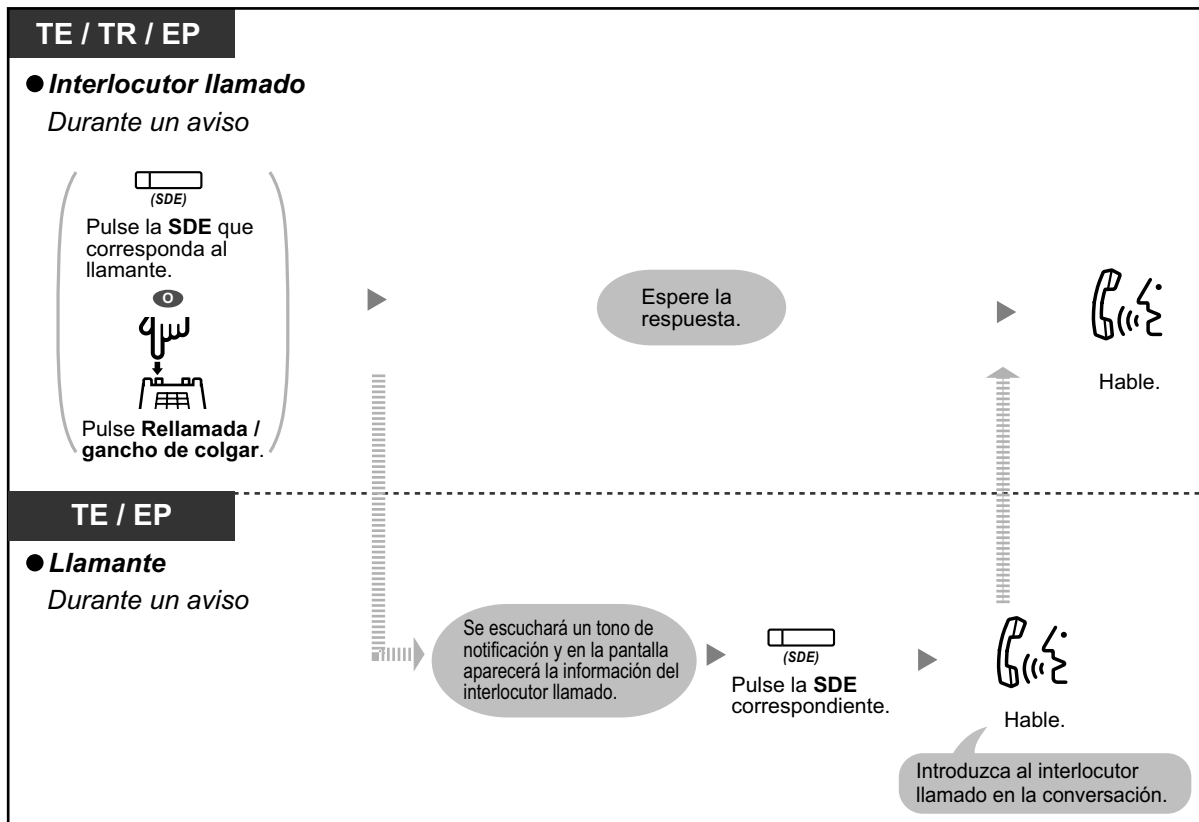 TE / TR / EP
● Interlocutor llamado
Durante un aviso
(SDE)
Pulse la SDE que
corresponda al
llamante.
O
Pulse Rellamada /
gancho de colgar.
Espere la
respuesta.
Hable.
TE / EP
● Llamante
Durante un aviso
Se escuchará un tono de
notificación y en la pantalla
aparecerá la información del
interlocutor llamado.
(SDE)
Pulse la SDE
correspondiente.
Hable.
Introduzca al interlocutor
llamado en la conversación.